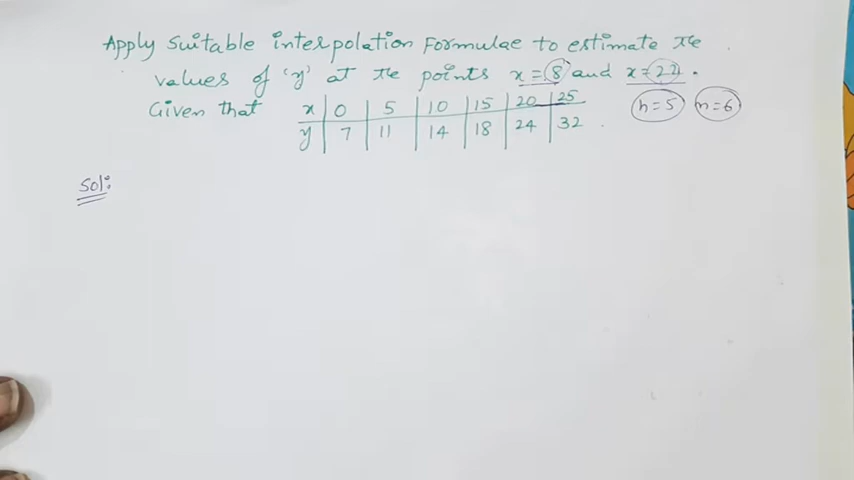 Apply Suitable interpolation Formulae to estimate the
values of 'y' at the points x = 8 and x = 22.
Given that x 0 5 10 15 20 25 h=5 n=6
y 7 11 14 18 24 32
Sol: